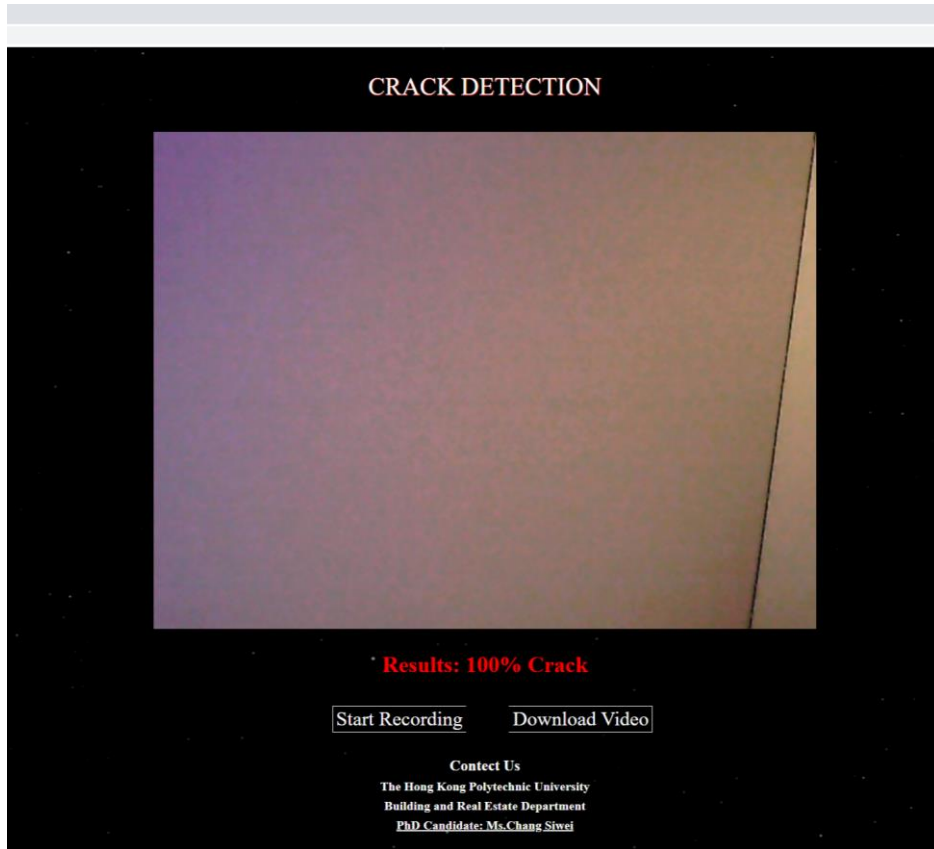 CRACK DETECTION
Results: 100% Crack
Start Recording Download Video
Contect Us
The Hong Kong Polytechnic University
Building and Real Estate Department
PhD Candidate: Ms.Chang Siwei